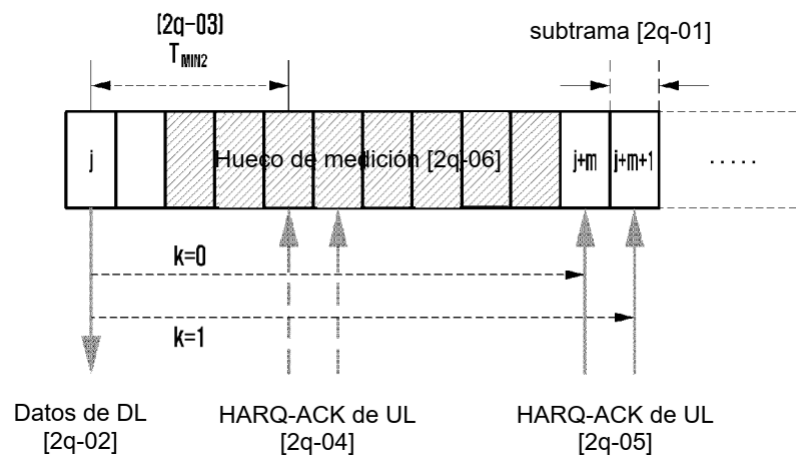 [2q-03]
T_MIN2
subtrama [2q-01]
j
Hueco de medición [2q-06]
j+m
j+m+1
.....
k=0
k=1
Datos de DL
[2q-02]
HARQ-ACK de UL
[2q-04]
HARQ-ACK de UL
[2q-05]